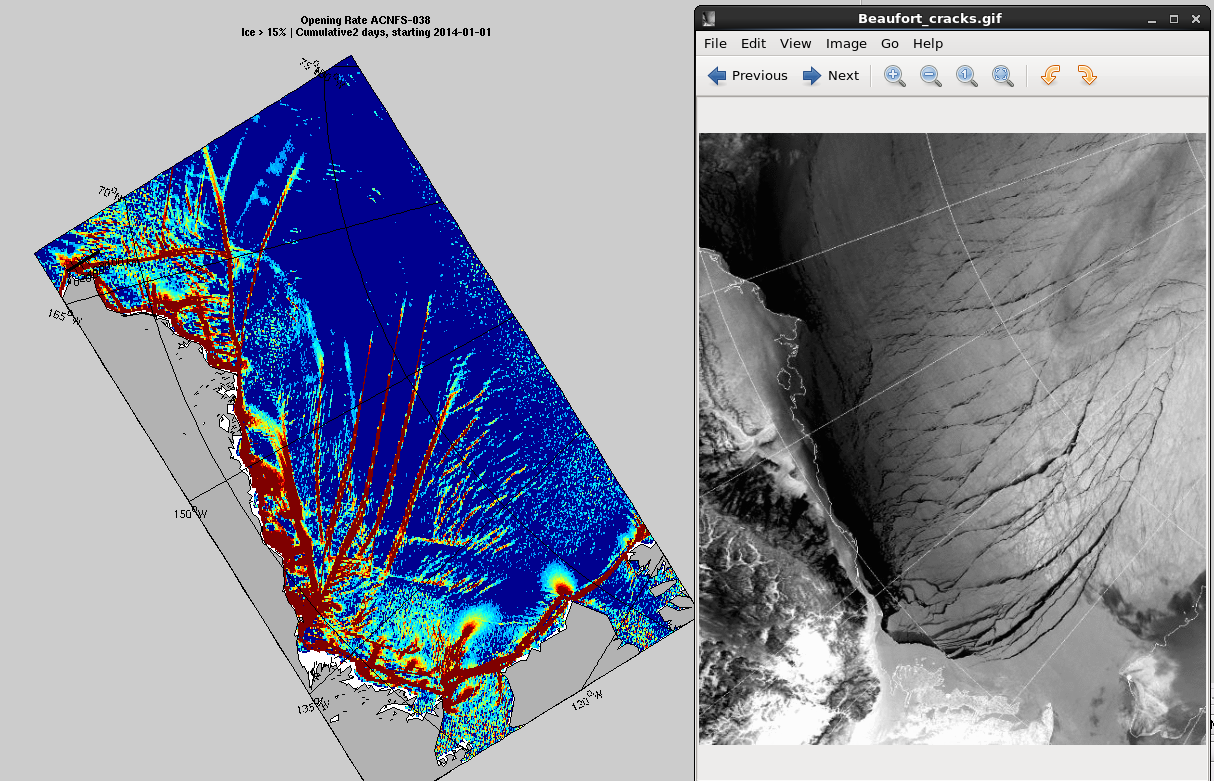 Opening Rate ACNFS-038
Ice > 15% | Cumulative2 days, starting 2014-01-01
75°N
70°N
165°W
150°W
135°W
120°W
Beaufort_cracks.gif
File Edit View Image Go Help
Previous Next